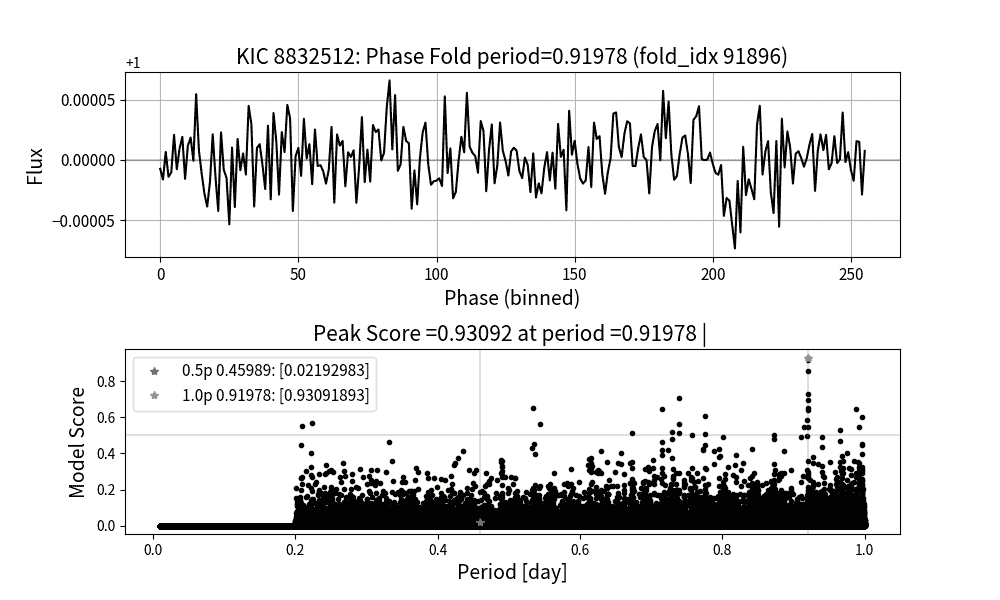 KIC 8832512: Phase Fold period=0.91978 (fold_idx 91896)
+1
0.00005
0.00000
−0.00005
Flux
0 50 100 150 200 250
Phase (binned)
Peak Score =0.93092 at period =0.91978 |
0.5p 0.45989: [0.02192983]
1.0p 0.91978: [0.93091893]
0.8
0.6
0.4
0.2
0.0
Model Score
0.0 0.2 0.4 0.6 0.8 1.0
Period [day]